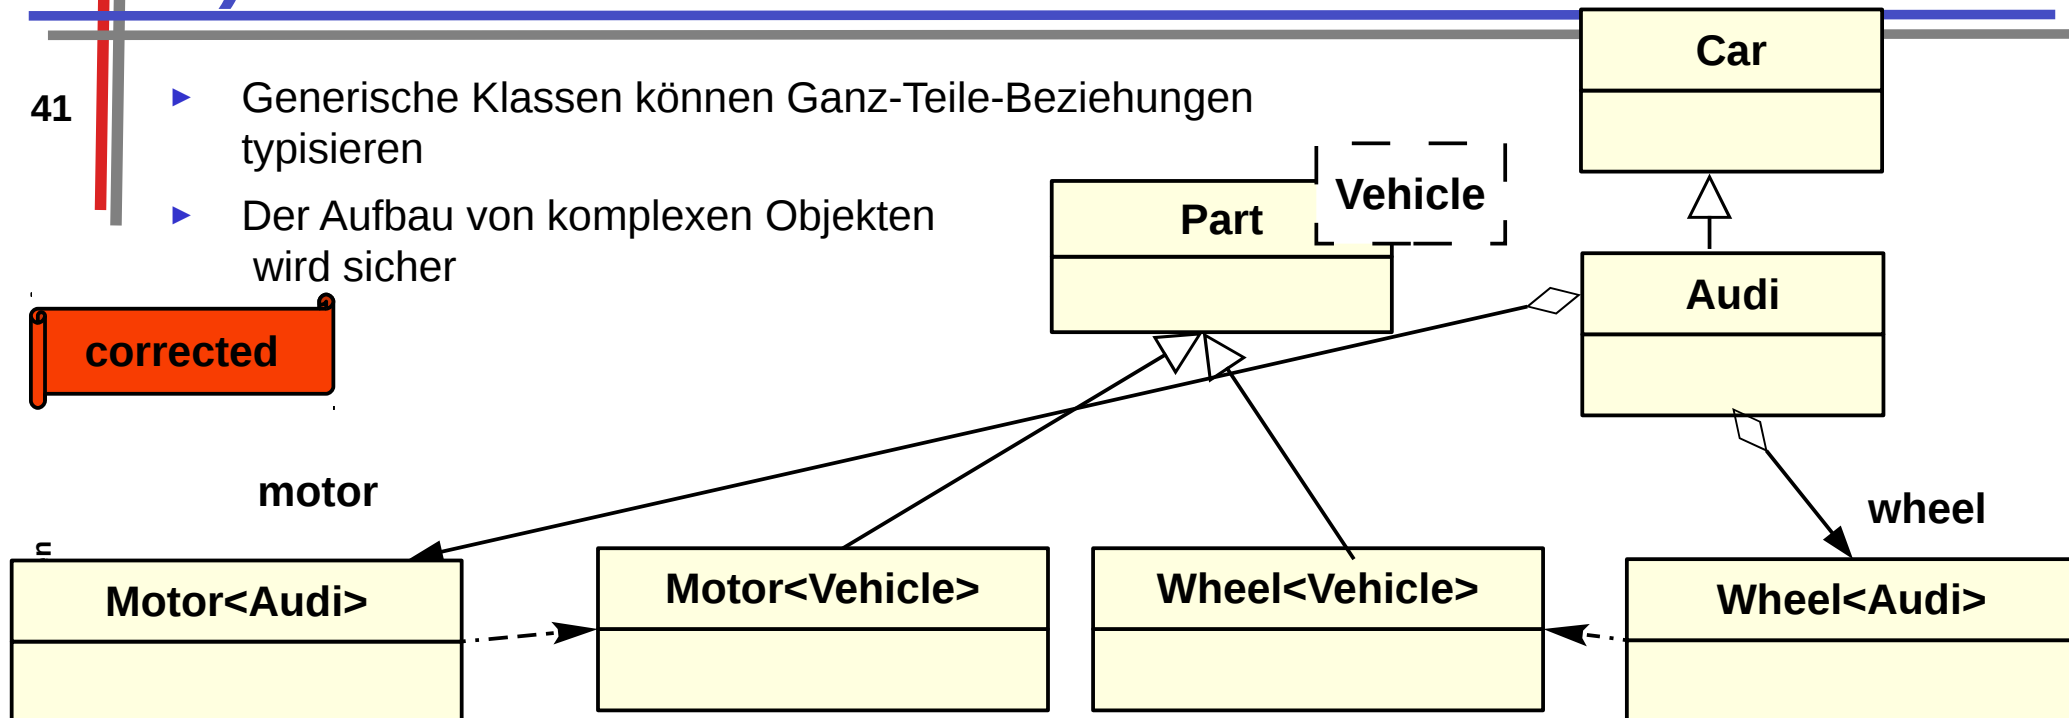 41
Generische Klassen können Ganz-Teile-Beziehungen
typisieren
Der Aufbau von komplexen Objekten
wird sicher
corrected
Car
Vehicle
Part
Audi
motor
wheel
n
Motor<Audi>
Motor<Vehicle>
Wheel<Vehicle>
Wheel<Audi>